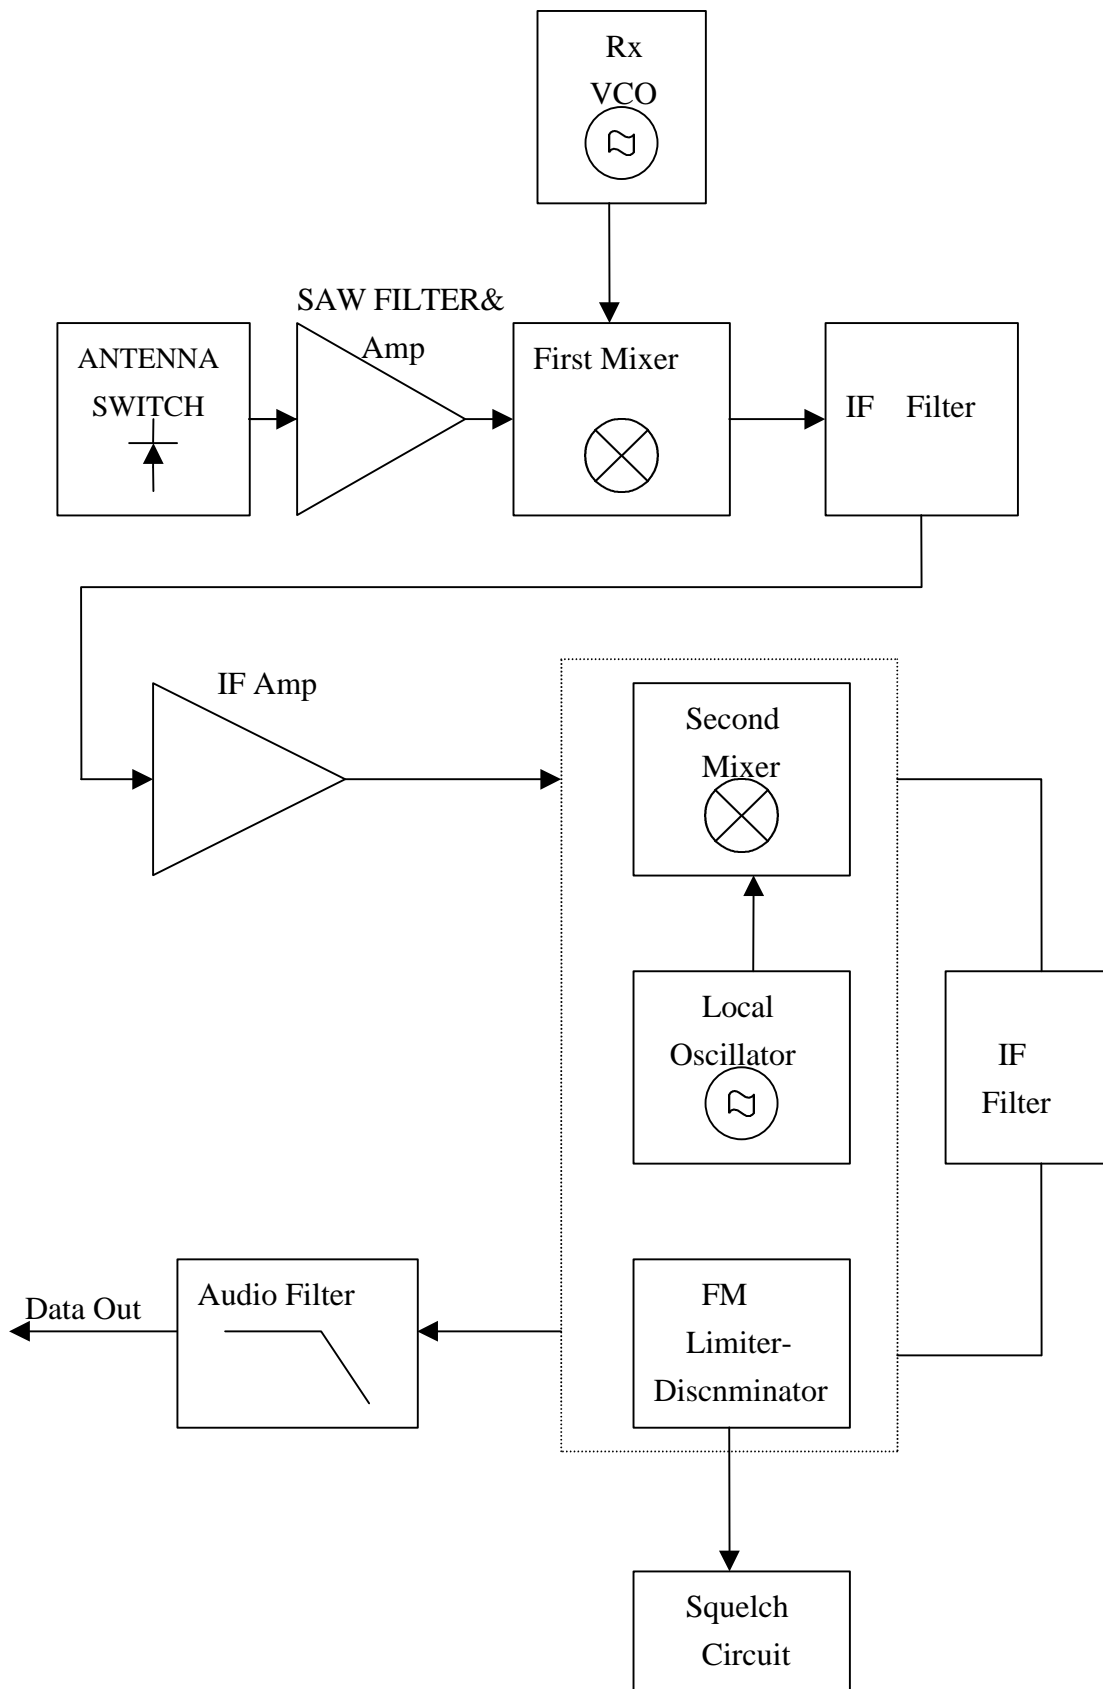 Rx
VCO
SAW FILTER&
Amp
ANTENNA
SWITCH
First Mixer
IF Filter
IF Amp
Second
Mixer
Local
Oscillator
IF
Filter
Data Out
Audio Filter
FM
Limiter-
Discnminator
Squelch
Circuit